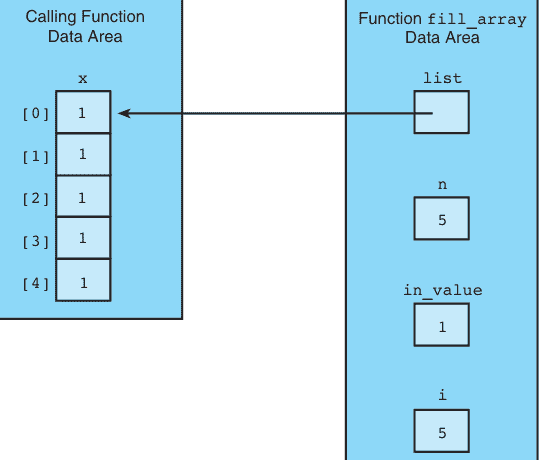 Calling Function
Data Area
x
[0] 1
[1] 1
[2] 1
[3] 1
[4] 1
Function fill_array
Data Area
list
n
5
in_value
1
i
5